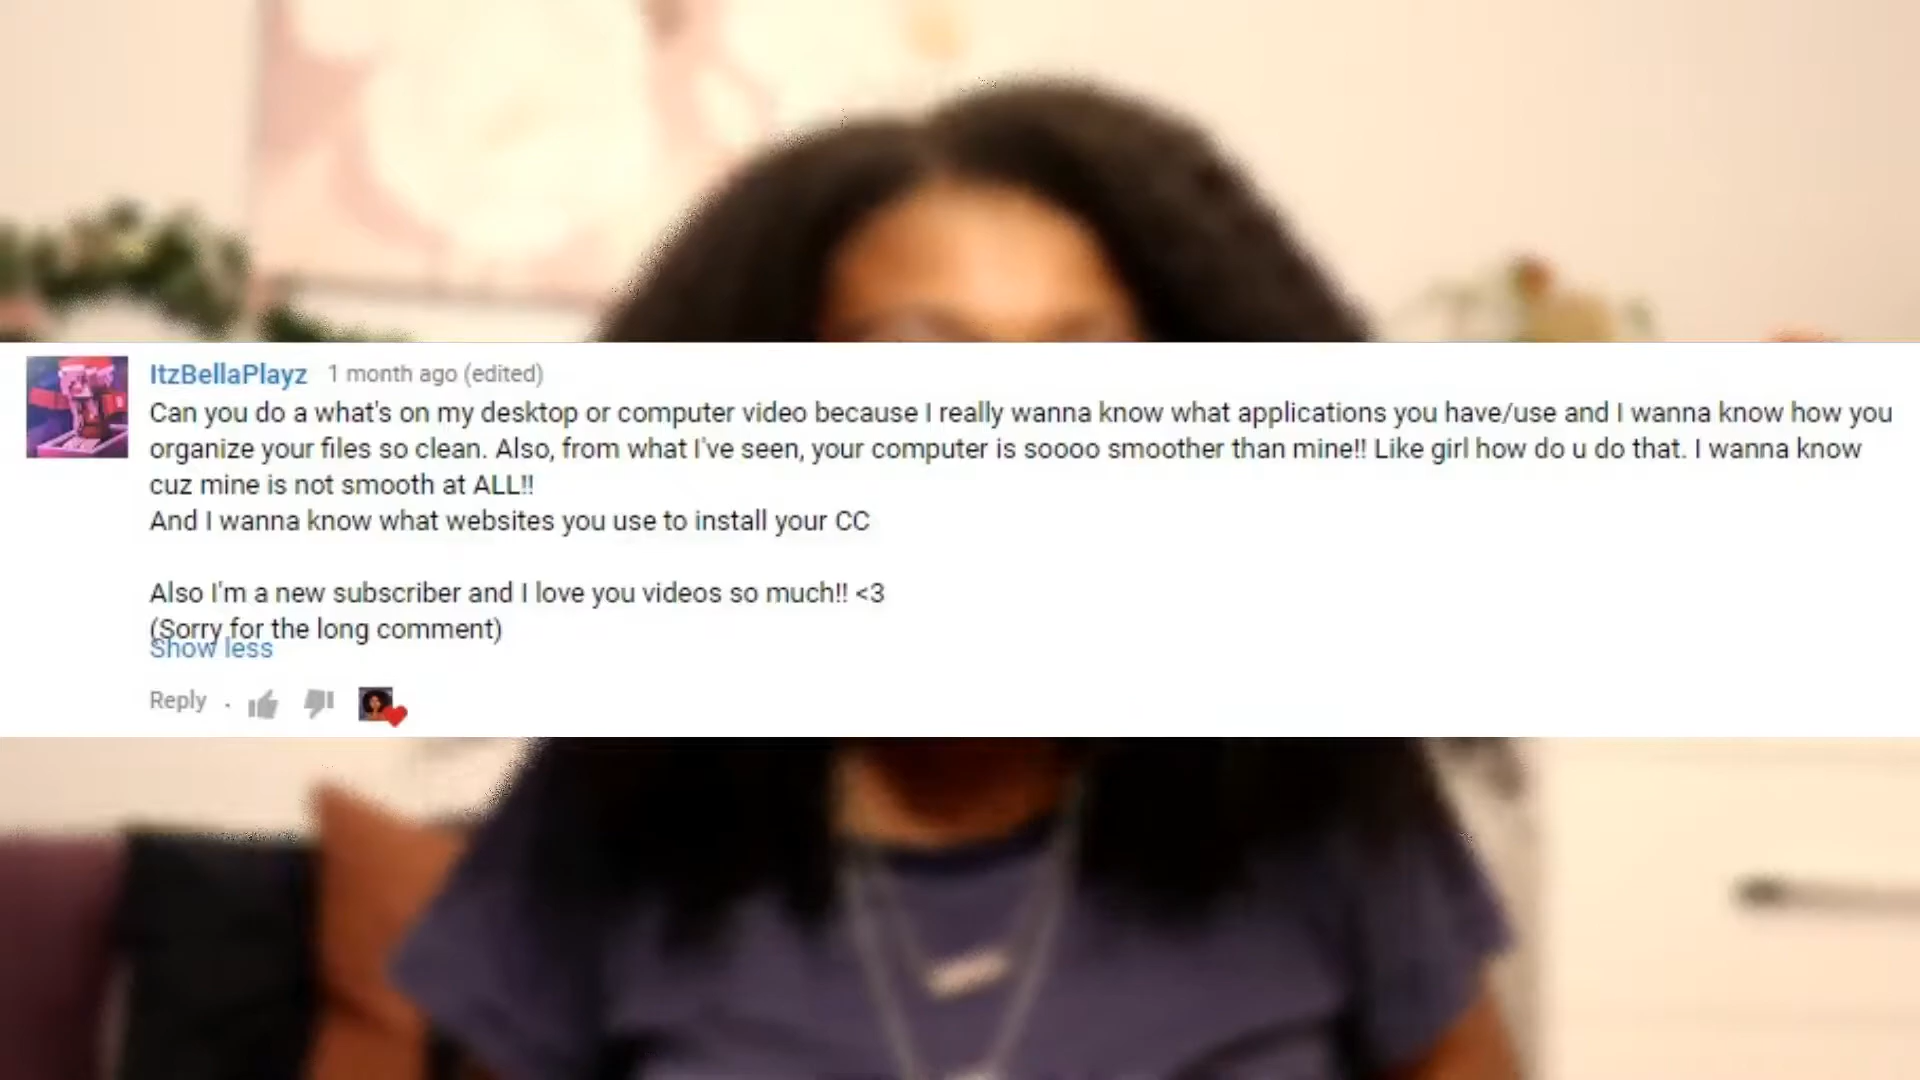 ItzBellaPlayz 1 month ago (edited)
Can you do a what's on my desktop or computer video because I really wanna know what applications you have/use and I wanna know how you
organize your files so clean. Also, from what I've seen, your computer is soooo smoother than mine!! Like girl how do u do that. I wanna know
cuz mine is not smooth at ALL!!
And I wanna know what websites you use to install your CC
Also I'm a new subscriber and I love you videos so much!! <3
(Sorry for the long comment)
Show less
Reply